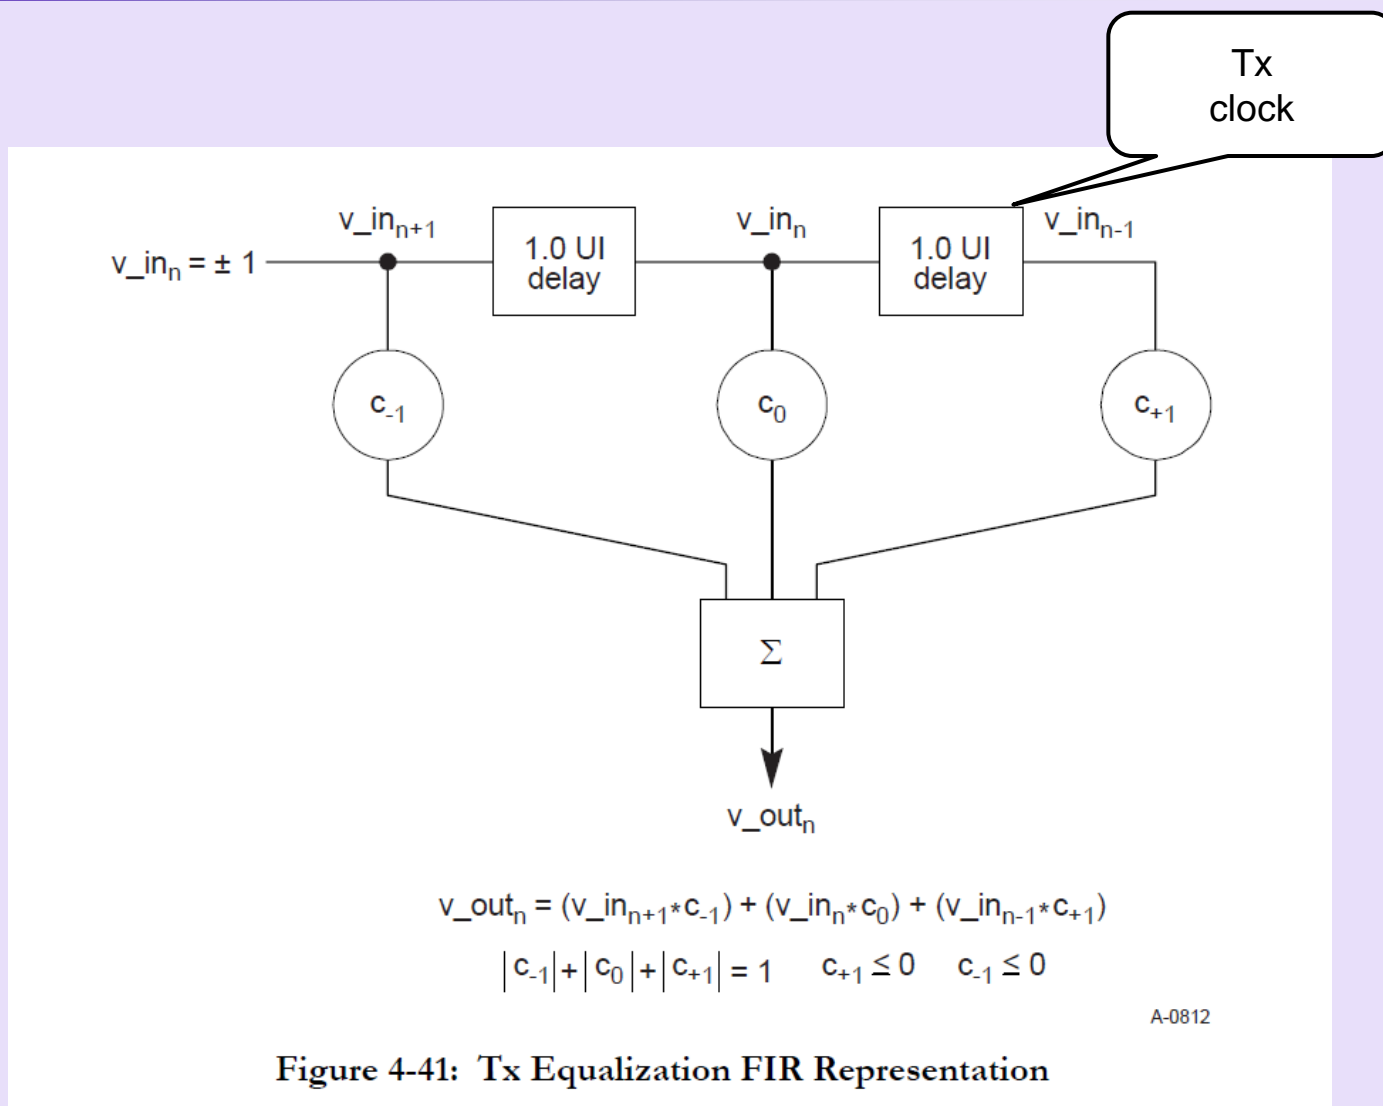 Tx
clock
v_inₙ₊₁
v_inₙ
v_inₙ₋₁
v_inₙ = ± 1
1.0 UI
delay
1.0 UI
delay
c₋₁
c₀
c₊₁
Σ
v_outₙ
v_outₙ = (v_inₙ₊₁*c₋₁) + (v_inₙ*c₀) + (v_inₙ₋₁*c₊₁)
|c₋₁|+|c₀|+|c₊₁| = 1 c₊₁ ≤ 0 c₋₁ ≤ 0
A-0812
Figure 4-41: Tx Equalization FIR Representation